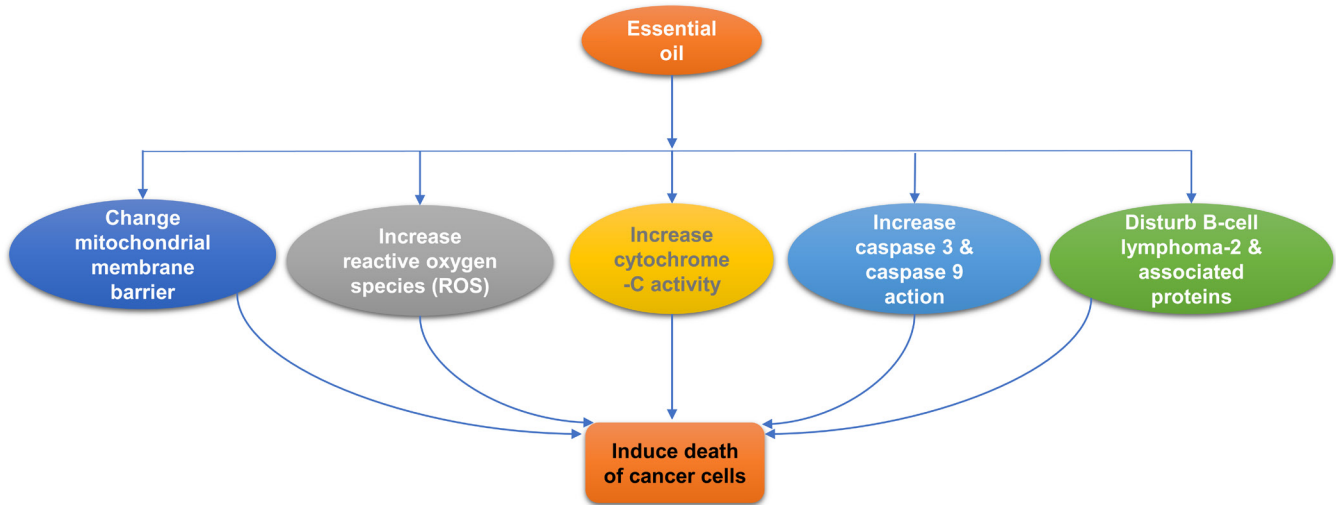 Essential
oil
Change
mitochondrial
membrane
barrier
Increase
reactive oxygen
species (ROS)
Increase
cytochrome
-C activity
Increase
caspase 3 &
caspase 9
action
Disturb B-cell
lymphoma-2 &
associated
proteins
Induce death
of cancer cells